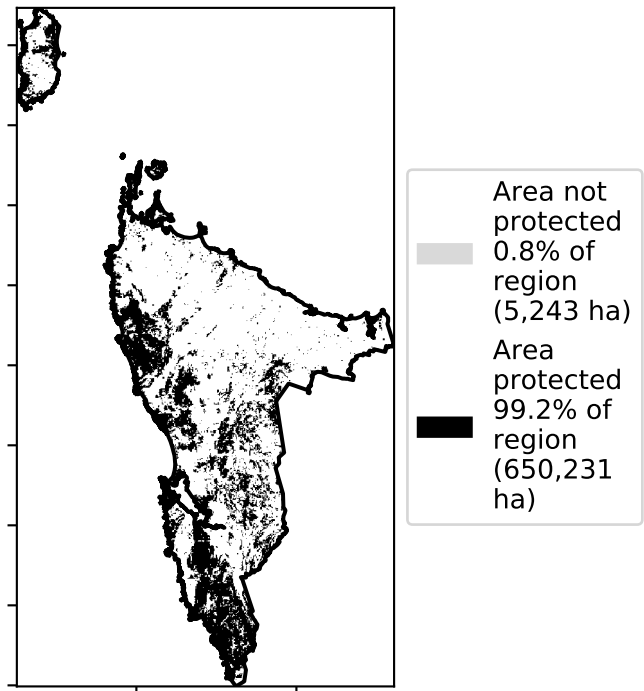 Area not
protected
0.8% of
region
(5,243 ha)
Area
protected
99.2% of
region
(650,231
ha)